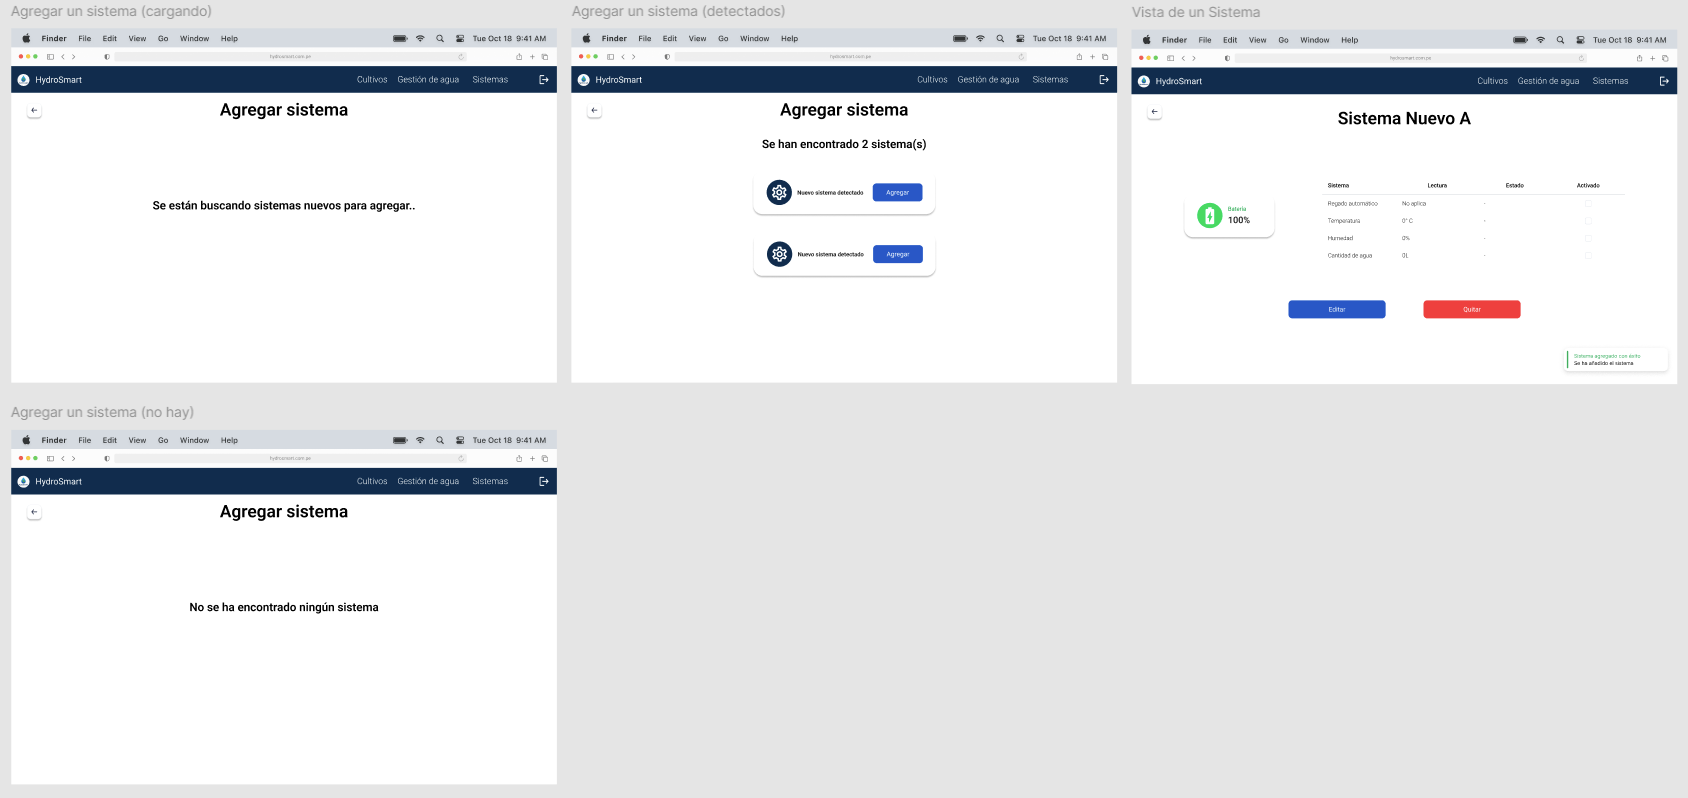 Agregar un sistema (cargando)
Finder File Edit View Go Window Help Tue Oct 18 9:41 AM
hydrosmart.com.pe
HydroSmart Cultivos Gestión de agua Sistemas
Agregar sistema
Se están buscando sistemas nuevos para agregar..
Agregar un sistema (detectados)
Finder File Edit View Go Window Help Tue Oct 18 9:41 AM
hydrosmart.com.pe
HydroSmart Cultivos Gestión de agua Sistemas
Agregar sistema
Se han encontrado 2 sistema(s)
Nuevo sistema detectado Agregar
Nuevo sistema detectado Agregar
Vista de un Sistema
Finder File Edit View Go Window Help Tue Oct 18 9:41 AM
hydrosmart.com.pe
HydroSmart Cultivos Gestión de agua Sistemas
Sistema Nuevo A
Batería
100%
Sistema Lectura Estado Activado
Regado automático No aplica -
Temperatura 0° C -
Humedad 0% -
Cantidad de agua 0L -
Editar Quitar
Sistema agregado con éxito
Se ha añadido el sistema
Agregar un sistema (no hay)
Finder File Edit View Go Window Help Tue Oct 18 9:41 AM
hydrosmart.com.pe
HydroSmart Cultivos Gestión de agua Sistemas
Agregar sistema
No se ha encontrado ningún sistema